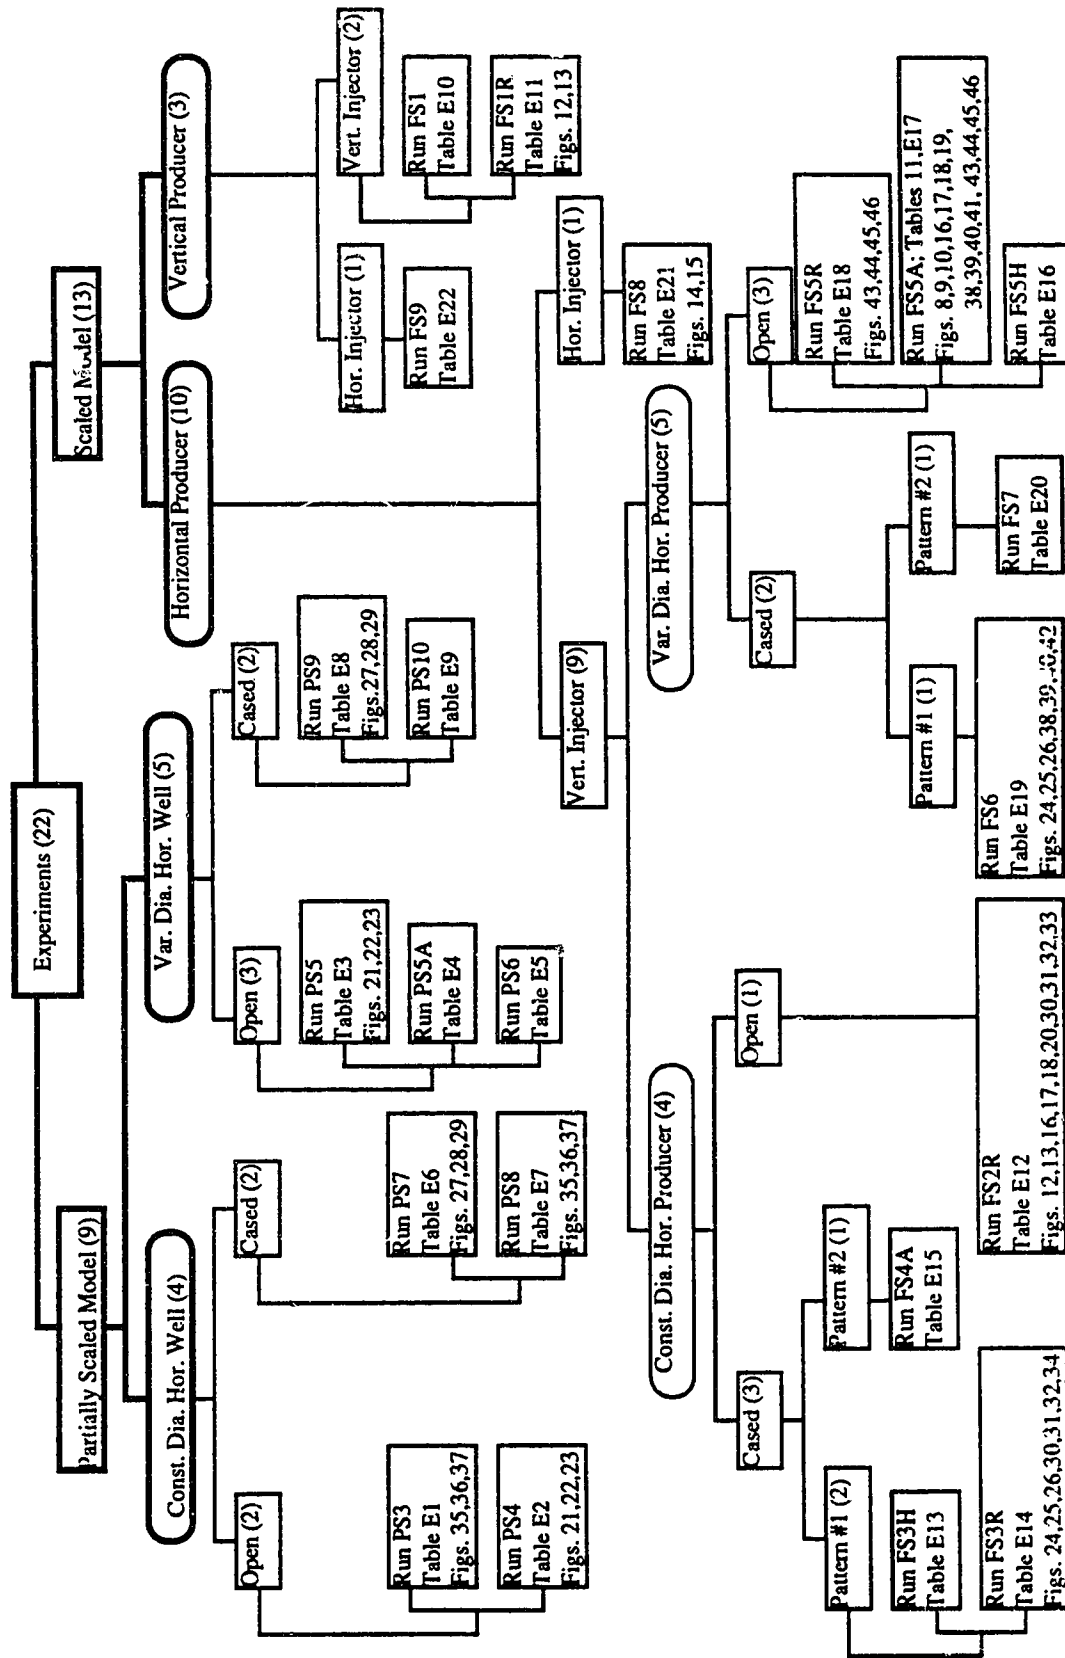 Experiments (22)
Partially Scaled Model (9)
Scaled Model (13)
Const. Dia. Hor. Well (4)
Var. Dia. Hor. Well (5)
Horizontal Producer (10)
Vertical Producer (3)
Open (2)
Run PS3
Table E1
Figs. 35,36,37
Run PS4
Table E2
Figs. 21,22,23
Cased (2)
Run PS7
Table E6
Figs. 27,28,29
Run PS8
Table E7
Figs. 35,36,37
Open (3)
Run PS5
Table E3
Figs. 21,22,23
Run PS5A
Table E4
Run PS6
Table E5
Cased (2)
Run PS9
Table E8
Figs.27,28,29
Run PS10
Table E9
Hor. Injector (1)
Run FS9
Table E22
Vert. Injector (2)
Run FS1
Table E10
Run FS1R
Table E11
Figs. 12,13
Vert. Injector (9)
Hor. Injector (1)
Run FS8
Table E21
Figs. 14,15
Const. Dia. Hor. Producer (4)
Var. Dia. Hor. Producer (5)
Cased (3)
Pattern #1 (2)
Run FS3H
Table E13
Run FS3R
Table E14
Figs. 24,25,26,30,31,32,34
Pattern #2 (1)
Run FS4A
Table E15
Open (1)
Run FS2R
Table E12
Figs. 12,13,16,17,18,20,30,31,32,33
Cased (2)
Pattern #1 (1)
Run FS6
Table E19
Figs. 24,25,26,38,39,40,42
Pattern #2 (1)
Run FS7
Table E20
Open (3)
Run FS5R
Table E18
Figs. 43,44,45,46
Run FS5A; Tables 11,E17
Figs. 8,9,10,16,17,18,19,
38,39,40,41, 43,44,45,46
Run FS5H
Table E16